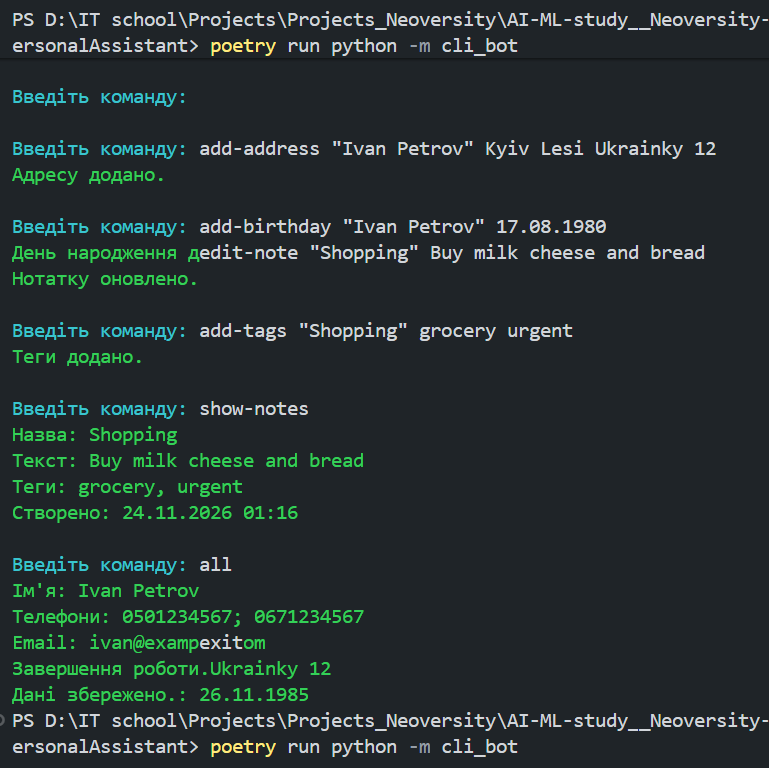 PS D:\IT school\Projects\Projects_Neoversity\AI-ML-study__Neoversity-
ersonalAssistant> poetry run python -m cli_bot
Введіть команду:
Введіть команду: add-address "Ivan Petrov" Kyiv Lesi Ukrainky 12
Адресу додано.
Введіть команду: add-birthday "Ivan Petrov" 17.08.1980
День народження дedit-note "Shopping" Buy milk cheese and bread
Нотатку оновлено.
Введіть команду: add-tags "Shopping" grocery urgent
Теги додано.
Введіть команду: show-notes
Назва: Shopping
Текст: Buy milk cheese and bread
Теги: grocery, urgent
Створено: 24.11.2026 01:16
Введіть команду: all
Ім'я: Ivan Petrov
Телефони: 0501234567; 0671234567
Email: ivan@exampexitom
Завершення роботи.Ukrainky 12
Дані збережено.: 26.11.1985
PS D:\IT school\Projects\Projects_Neoversity\AI-ML-study__Neoversity-
ersonalAssistant> poetry run python -m cli_bot